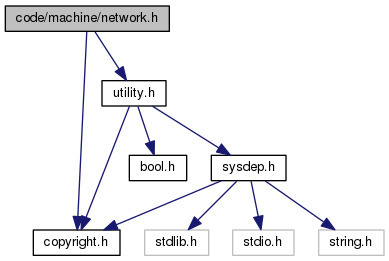 code/machine/network.h
utility.h
bool.h
sysdep.h
copyright.h
stdlib.h
stdio.h
string.h